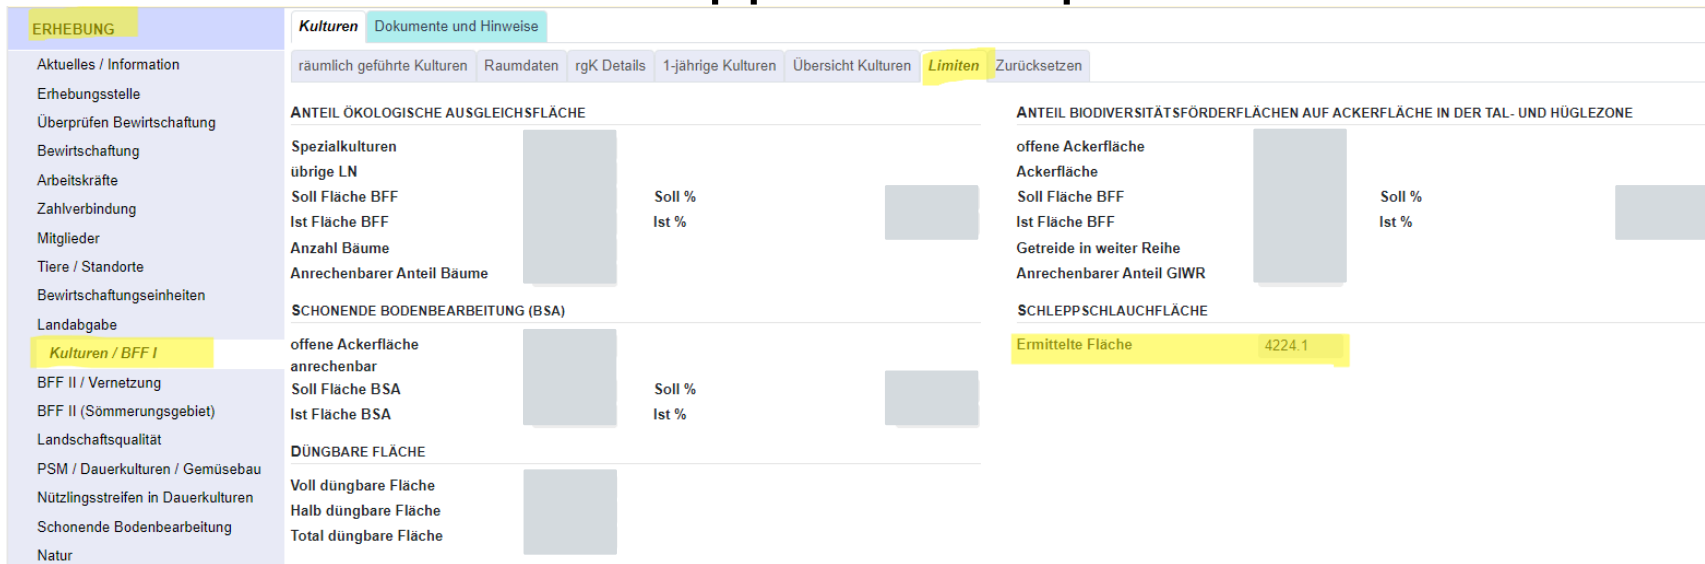 ERHEBUNG
Aktuelles / Information
Erhebungsstelle
Überprüfen Bewirtschaftung
Bewirtschaftung
Arbeitskräfte
Zahlverbindung
Mitglieder
Tiere / Standorte
Bewirtschaftungseinheiten
Landabgabe
Kulturen / BFF I
BFF II / Vernetzung
BFF II (Sömmerungsgebiet)
Landschaftsqualität
PSM / Dauerkulturen / Gemüsebau
Nützlingsstreifen in Dauerkulturen
Schonende Bodenbearbeitung
Natur
Kulturen Dokumente und Hinweise
räumlich geführte Kulturen Raumdaten rgK Details 1-jährige Kulturen Übersicht Kulturen Limiten Zurücksetzen
ANTEIL ÖKOLOGISCHE AUSGLEICHSFLÄCHE
Spezialkulturen
übrige LN
Soll Fläche BFF Soll %
Ist Fläche BFF Ist %
Anzahl Bäume
Anrechenbarer Anteil Bäume
SCHONENDE BODENBEARBEITUNG (BSA)
offene Ackerfläche
anrechenbar
Soll Fläche BSA Soll %
Ist Fläche BSA Ist %
DÜNGBARE FLÄCHE
Voll düngbare Fläche
Halb düngbare Fläche
Total düngbare Fläche
ANTEIL BIODIVERSITÄTSFÖRDERFLÄCHEN AUF ACKERFLÄCHE IN DER TAL- UND HÜGLEZONE
offene Ackerfläche
Ackerfläche
Soll Fläche BFF Soll %
Ist Fläche BFF Ist %
Getreide in weiter Reihe
Anrechenbarer Anteil GIWR
SCHLEPPSCHLAUCHFLÄCHE
Ermittelte Fläche 4224.1